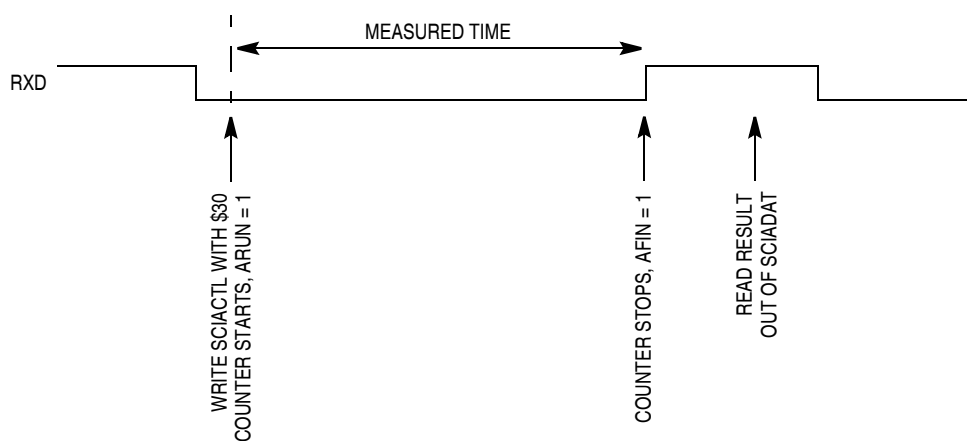 MEASURED TIME
RXD
WRITE SCIACTL WITH $30
COUNTER STARTS, ARUN = 1
COUNTER STOPS, AFIN = 1
READ RESULT
OUT OF SCIADAT